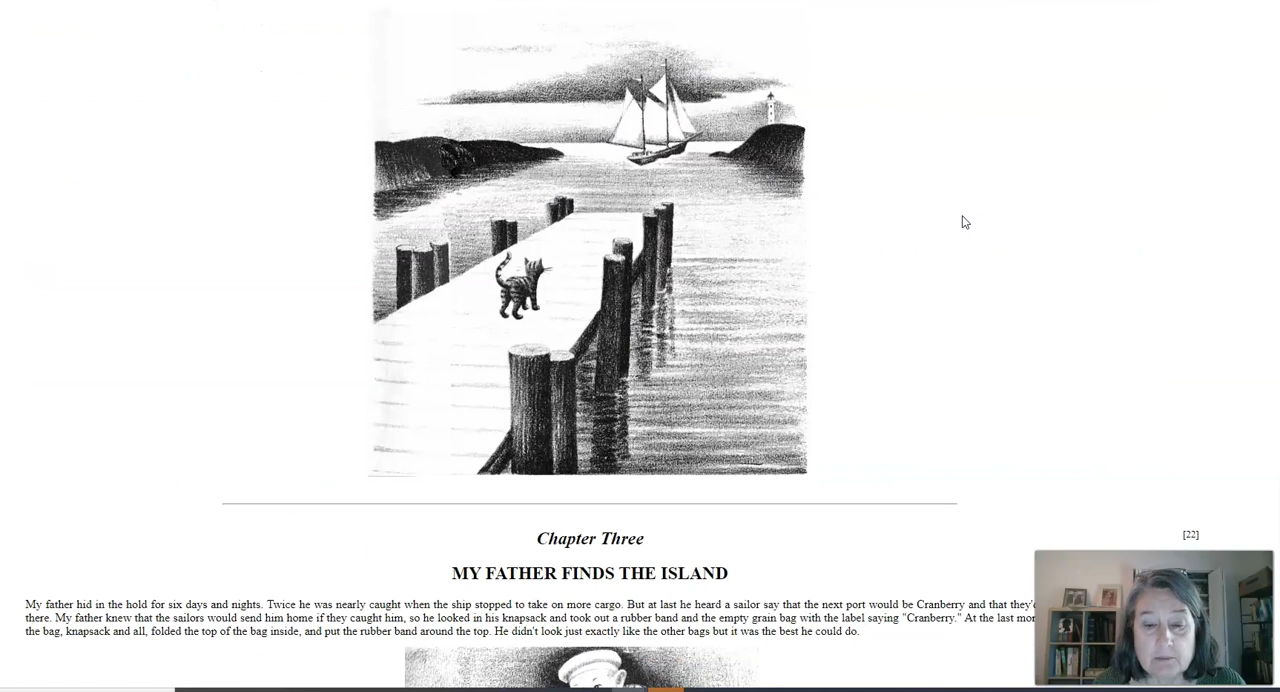 Chapter Three
[22]
MY FATHER FINDS THE ISLAND
My father hid in the hold for six days and nights. Twice he was nearly caught when the ship stopped to take on more cargo. But at last he heard a sailor say that the next port would be Cranberry and that they'
there. My father knew that the sailors would send him home if they caught him, so he looked in his knapsack and took out a rubber band and the empty grain bag with the label saying "Cranberry." At the last
the bag, knapsack and all, folded the top of the bag inside, and put the rubber band around the top. He didn't look just exactly like the other bags but it was the best he could do.